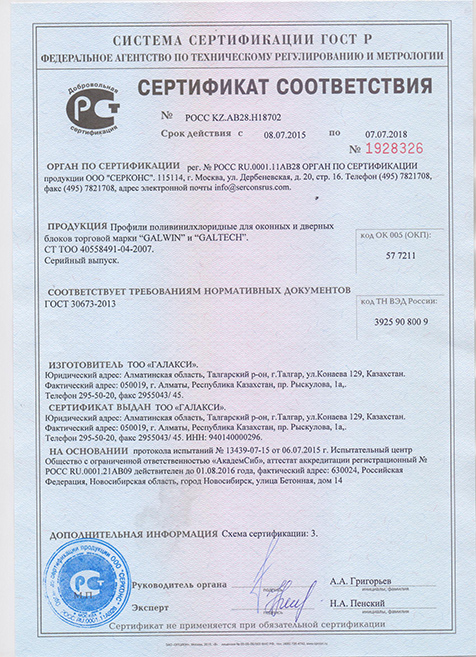 СИСТЕМА СЕРТИФИКАЦИИ ГОСТ Р
ФЕДЕРАЛЬНОЕ АГЕНТСТВО ПО ТЕХНИЧЕСКОМУ РЕГУЛИРОВАНИЮ И МЕТРОЛОГИИ
Добровольная
сертификация
СЕРТИФИКАТ СООТВЕТСТВИЯ
№ РОСС KZ.АВ28.Н18702
Срок действия с 08.07.2015 по 07.07.2018
№ 1928326
ОРГАН ПО СЕРТИФИКАЦИИ рег. № РОСС RU.0001.11АВ28 ОРГАН ПО СЕРТИФИКАЦИИ
продукции ООО "СЕРКОНС". 115114, г. Москва, ул. Дербеневская, д. 20, стр. 16. Телефон (495) 7821708,
факс (495) 7821708, адрес электронной почты info@serconsrus.com.
ПРОДУКЦИЯ Профили поливинилхлоридные для оконных и дверных
блоков торговой марки "GALWIN" и "GALTECH".
СТ ТОО 40558491-04-2007.
Серийный выпуск.
код ОК 005 (ОКП):
57 7211
СООТВЕТСТВУЕТ ТРЕБОВАНИЯМ НОРМАТИВНЫХ ДОКУМЕНТОВ
ГОСТ 30673-2013
код ТН ВЭД России:
3925 90 800 9
ИЗГОТОВИТЕЛЬ ТОО «ГАЛАКСИ».
Юридический адрес: Алматинская область, Талгарский р-он, г.Талгар, ул.Конаева 129, Казахстан.
Фактический адрес: 050019, г. Алматы, Республика Казахстан, пр. Рыскулова, 1а,.
Телефон 295-50-20, факс 2955043/ 45.
СЕРТИФИКАТ ВЫДАН ТОО «ГАЛАКСИ».
Юридический адрес: Алматинская область, Талгарский р-он, г.Талгар, ул.Конаева 129, Казахстан.
Фактический адрес: 050019, г. Алматы, Республика Казахстан, пр. Рыскулова, 1а,.
Телефон 295-50-20, факс 2955043/ 45. ИНН: 940140000296.
НА ОСНОВАНИИ протокола испытаний № 13439-07-15 от 06.07.2015 г. Испытательный центр
Общество с ограниченной ответственностью «АкадемСиб», аттестат аккредитации регистрационный №
РОСС RU.0001.21АВ09 действителен до 01.08.2016 года, фактический адрес: 630024, Российская
Федерация, Новосибирская область, город Новосибирск, улица Бетонная, дом 14
ДОПОЛНИТЕЛЬНАЯ ИНФОРМАЦИЯ Схема сертификации: 3.
М.П.
Руководитель органа
подпись
А.А. Григорьев
инициалы, фамилия
Эксперт
подпись
Н.А. Пенский
инициалы, фамилия
Сертификат не применяется при обязательной сертификации